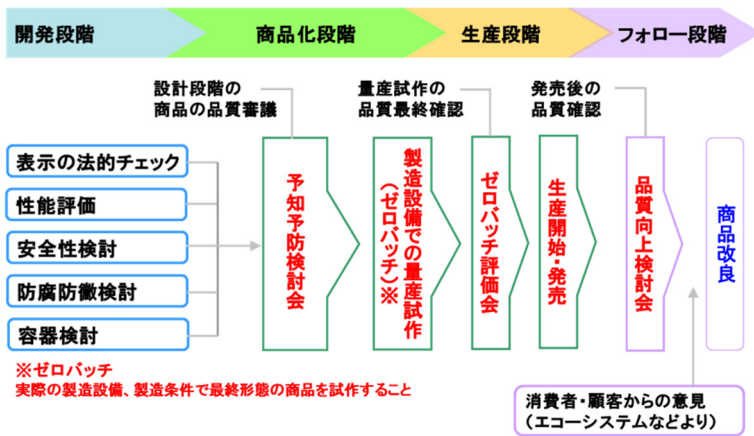 開発段階
商品化段階
生産段階
フォロー段階
設計段階の
商品の品質審議
量産試作の
品質最終確認
発売後の
品質確認
表示の法的チェック
性能評価
安全性検討
防腐防黴検討
容器検討
予知予防検討会
製造設備での量産試作
（ゼロバッチ）※
ゼロバッチ評価会
生産開始・発売
品質向上検討会
商品改良
※ゼロバッチ
実際の製造設備、製造条件で最終形態の商品を試作すること
消費者・顧客からの意見
（エコーシステムなどより）